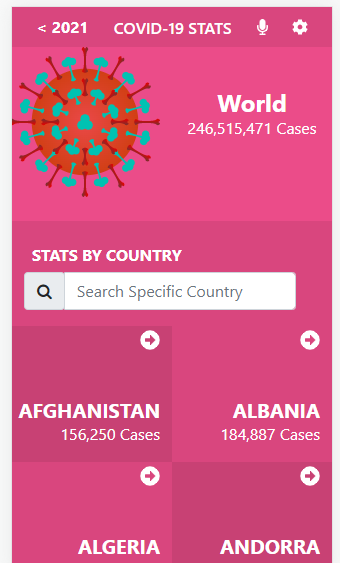 < 2021 COVID-19 STATS
World
246,515,471 Cases
STATS BY COUNTRY
Search Specific Country
AFGHANISTAN
156,250 Cases
ALBANIA
184,887 Cases
ALGERIA
ANDORRA